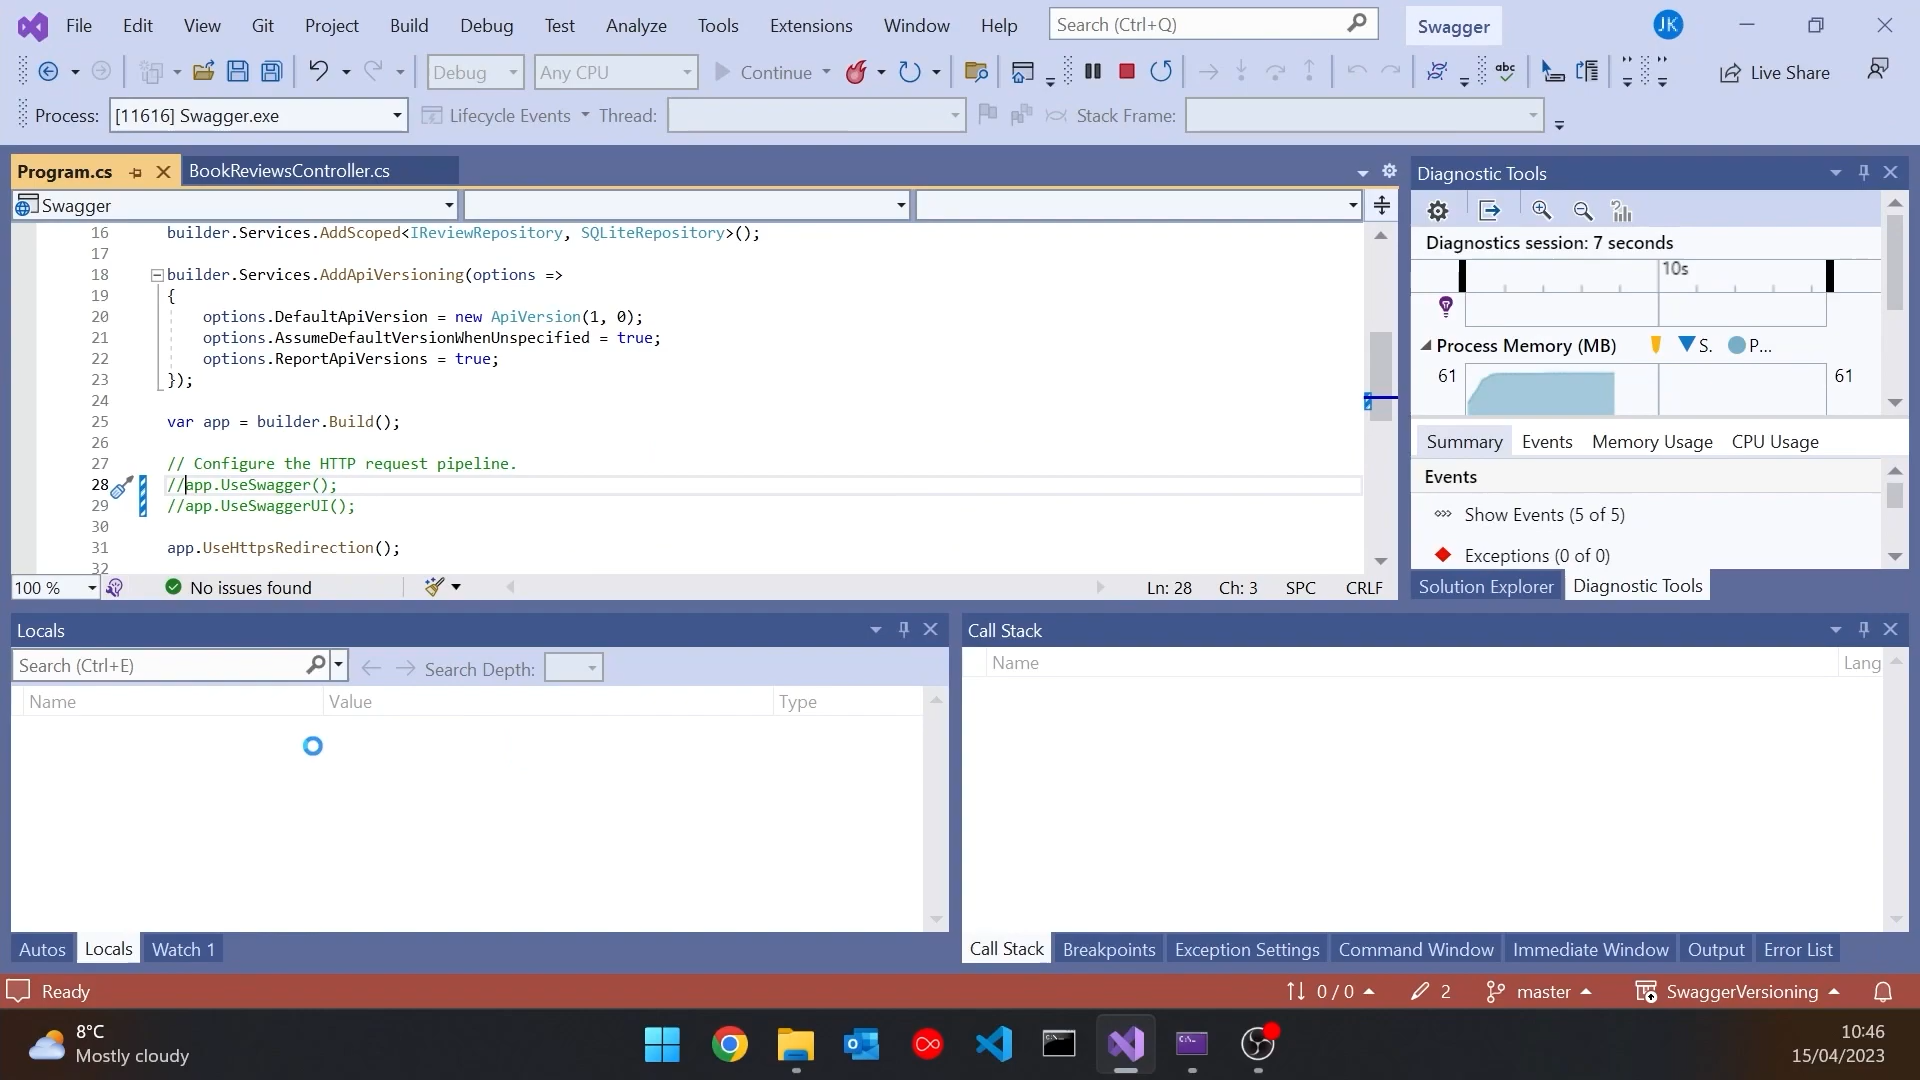 File Edit View Git Project Build Debug Test Analyze Tools Extensions Window Help Search (Ctrl+Q) Swagger JK
Debug Any CPU Continue abc Live Share
Process: [11616] Swagger.exe Lifecycle Events Thread: Stack Frame:
Program.cs BookReviewsController.cs
Swagger
16 builder.Services.AddScoped<IReviewRepository, SQLiteRepository>();
17
18 builder.Services.AddApiVersioning(options =>
19 {
20 options.DefaultApiVersion = new ApiVersion(1, 0);
21 options.AssumeDefaultVersionWhenUnspecified = true;
22 options.ReportApiVersions = true;
23 });
24
25 var app = builder.Build();
26
27 // Configure the HTTP request pipeline.
28 //app.UseSwagger();
29 //app.UseSwaggerUI();
30
31 app.UseHttpsRedirection();
32
100 % No issues found Ln: 28 Ch: 3 SPC CRLF
Diagnostic Tools
Diagnostics session: 7 seconds
10s
Process Memory (MB) S. P...
61 61
Summary Events Memory Usage CPU Usage
Events
Show Events (5 of 5)
Exceptions (0 of 0)
Solution Explorer Diagnostic Tools
Locals
Search (Ctrl+E) Search Depth:
Name Value Type
Autos Locals Watch 1
Call Stack
Name Lang
Call Stack Breakpoints Exception Settings Command Window Immediate Window Output Error List
Ready 0 / 0 2 master SwaggerVersioning
8°C
Mostly cloudy
10:46
15/04/2023